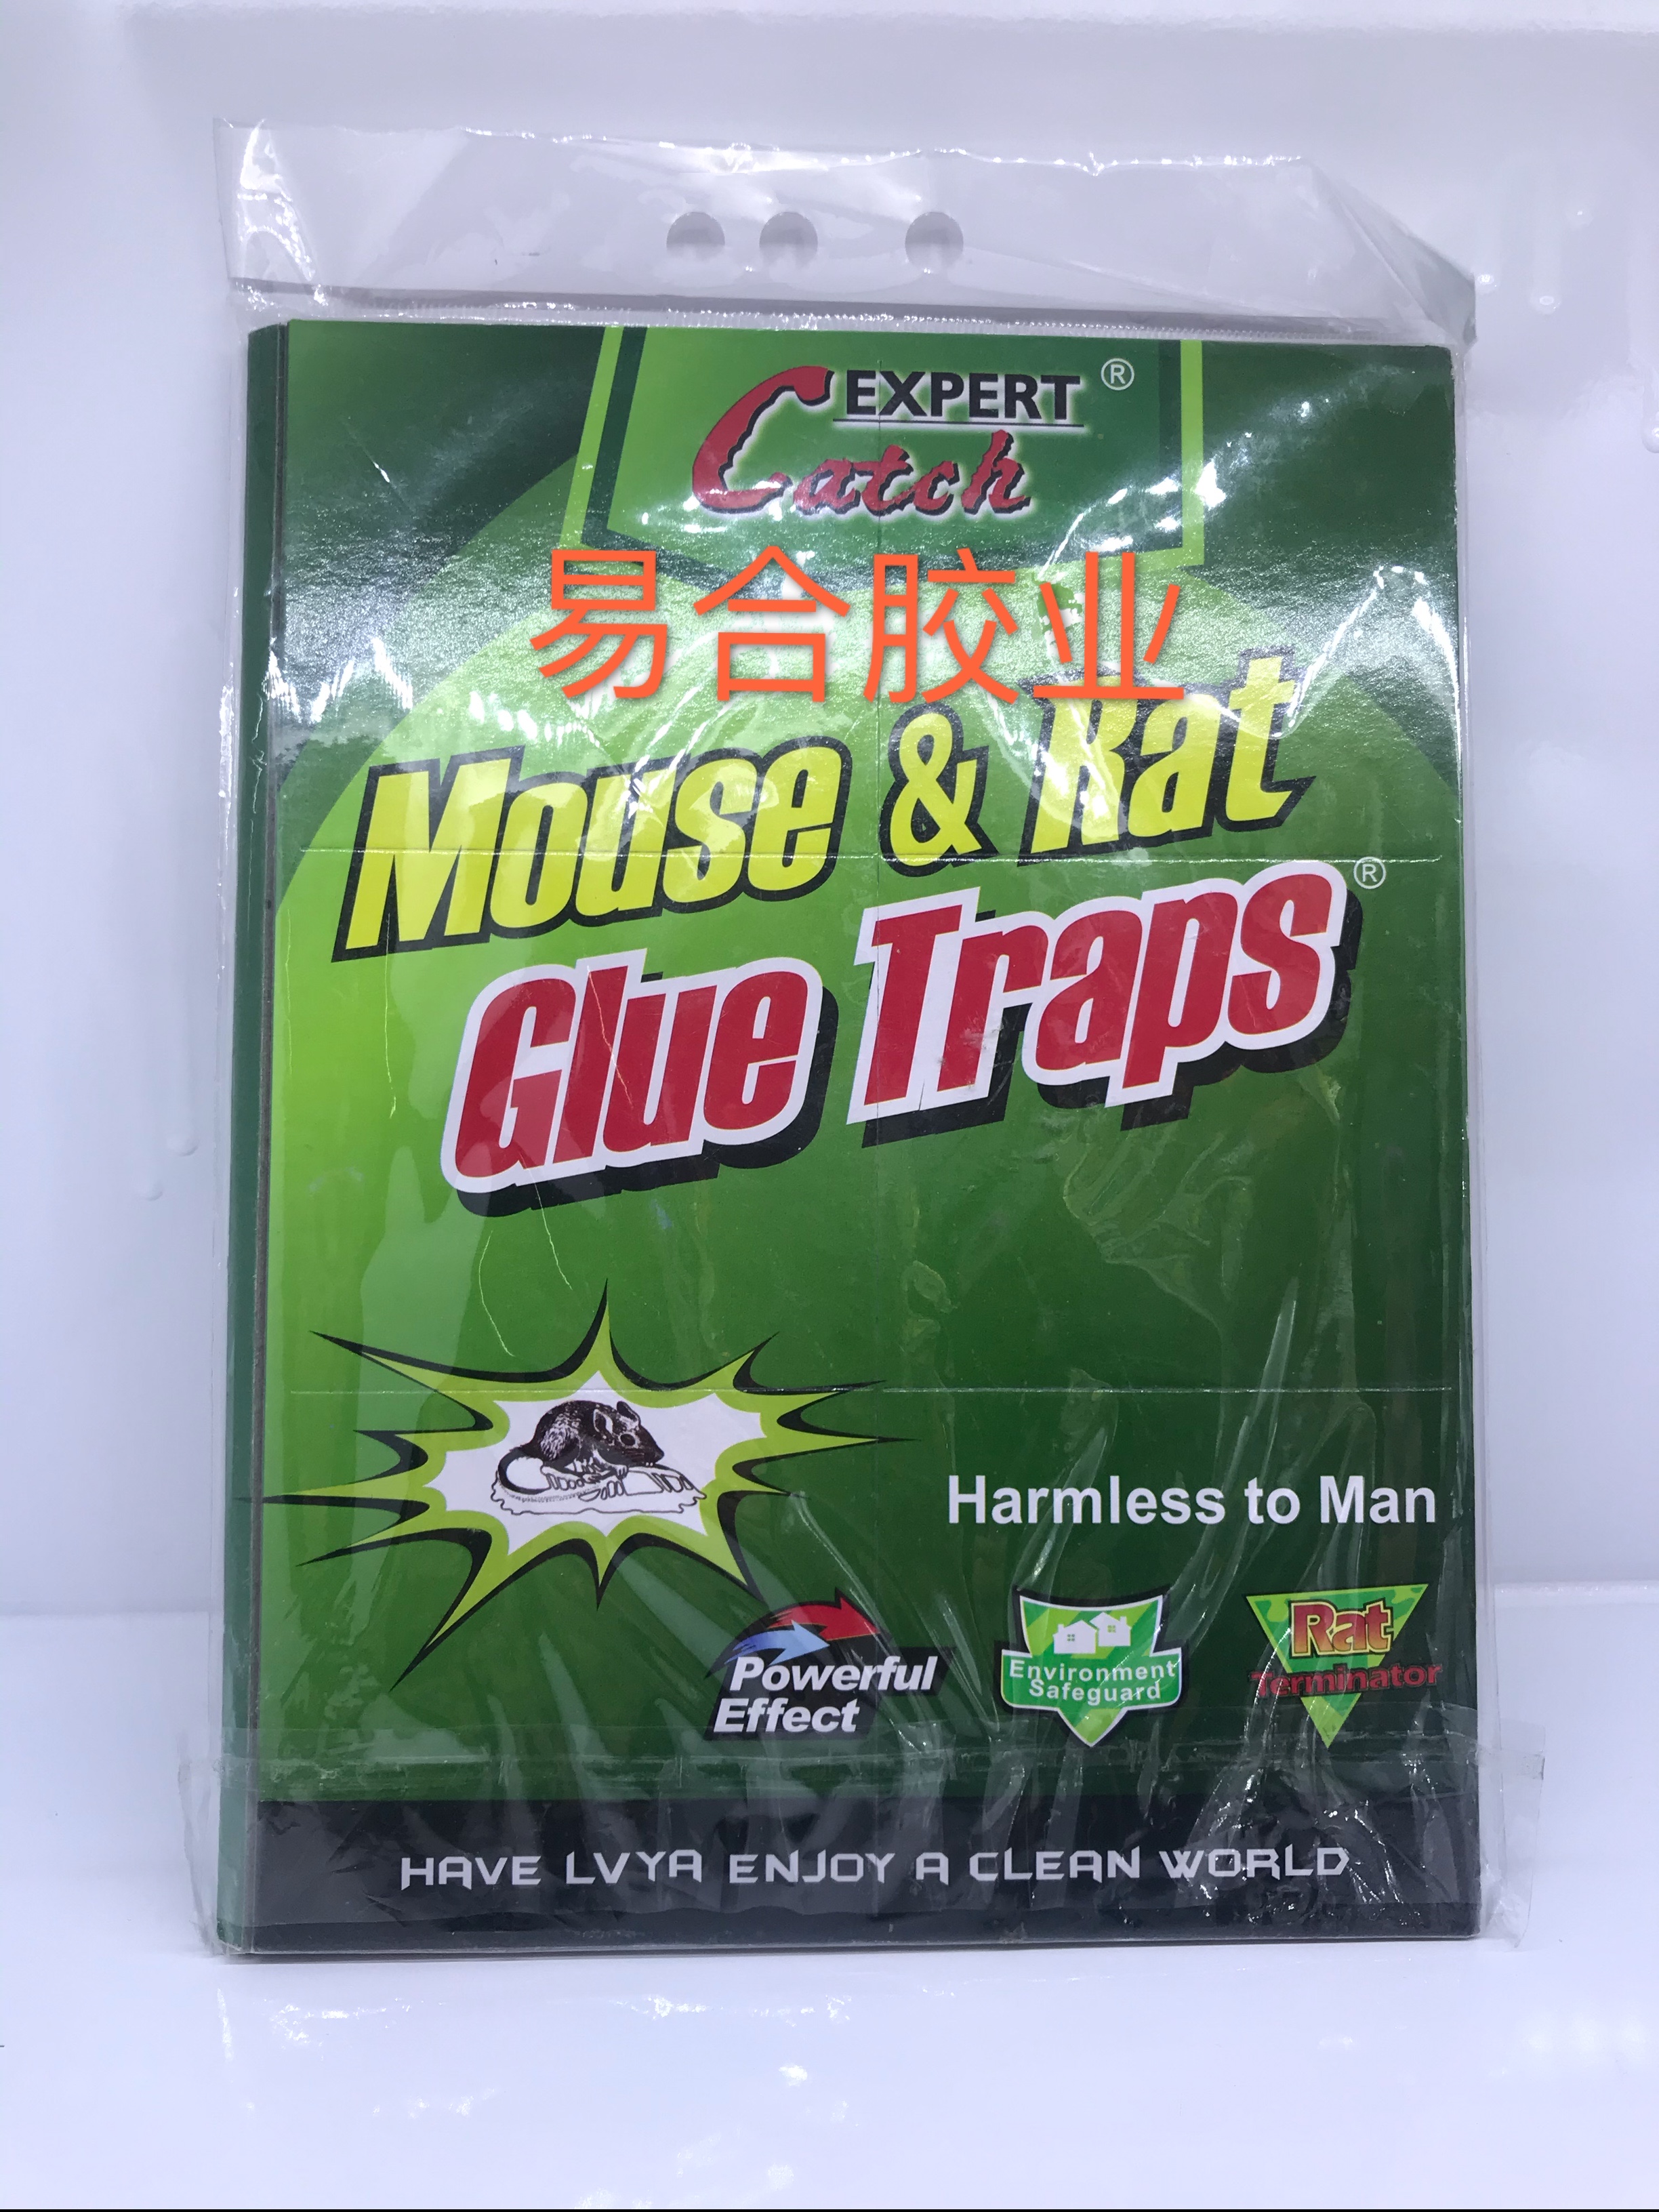 EXPERT ®
Catch
易合胶业
Mouse & Rat
Glue Traps ®
Harmless to Man
Powerful
Effect
Environment
Safeguard
Rat
Terminator
HAVE LVYA ENJOY A CLEAN WORLD